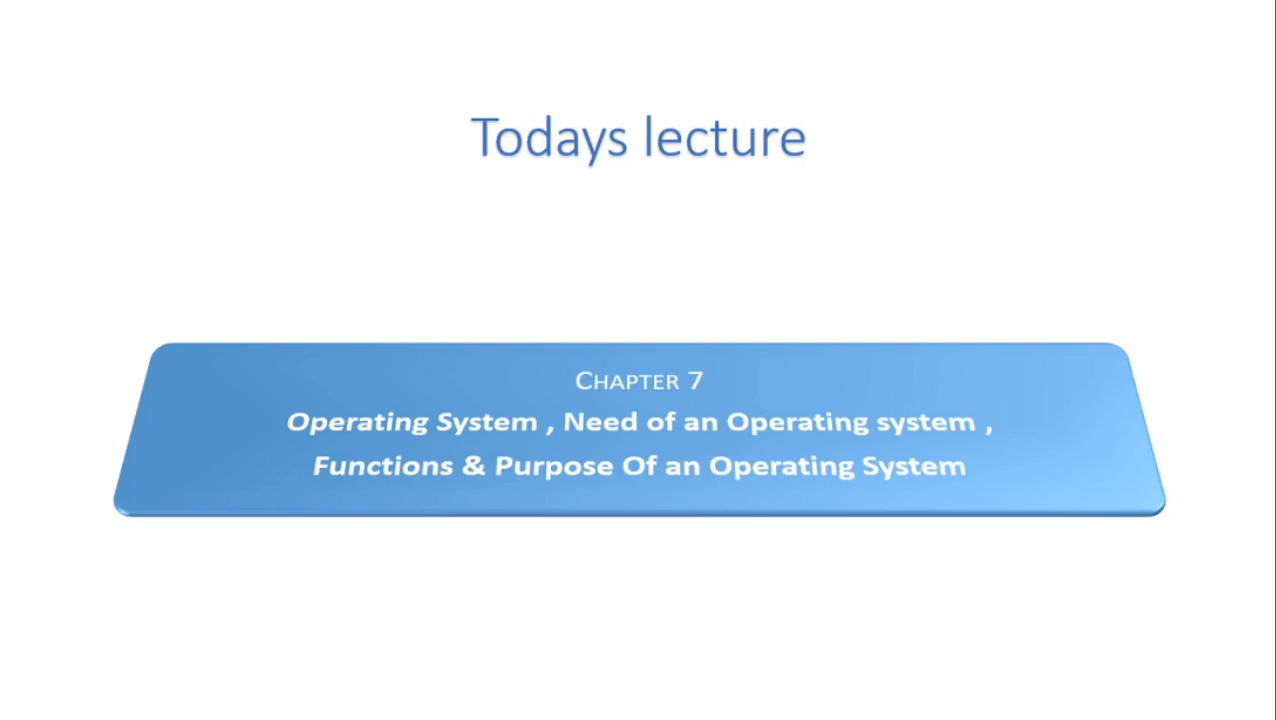 Todays lecture
CHAPTER 7
Operating System , Need of an Operating system ,
Functions & Purpose Of an Operating System